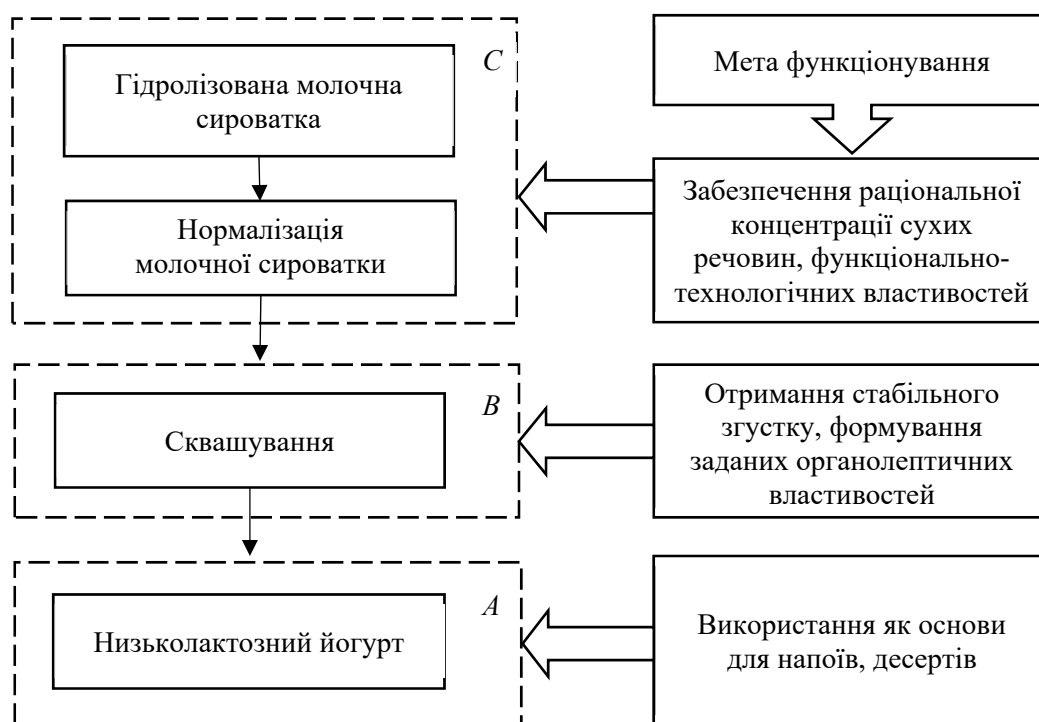 C
Гідролізована молочна
сироватка
Нормалізація
молочної сироватки
Мета функціонування
Забезпечення раціональної
концентрації сухих
речовин, функціонально-
технологічних властивостей
B
Сквашування
Отримання стабільного
згустку, формування
заданих органолептичних
властивостей
A
Низьколактозний йогурт
Використання як основи
для напоїв, десертів